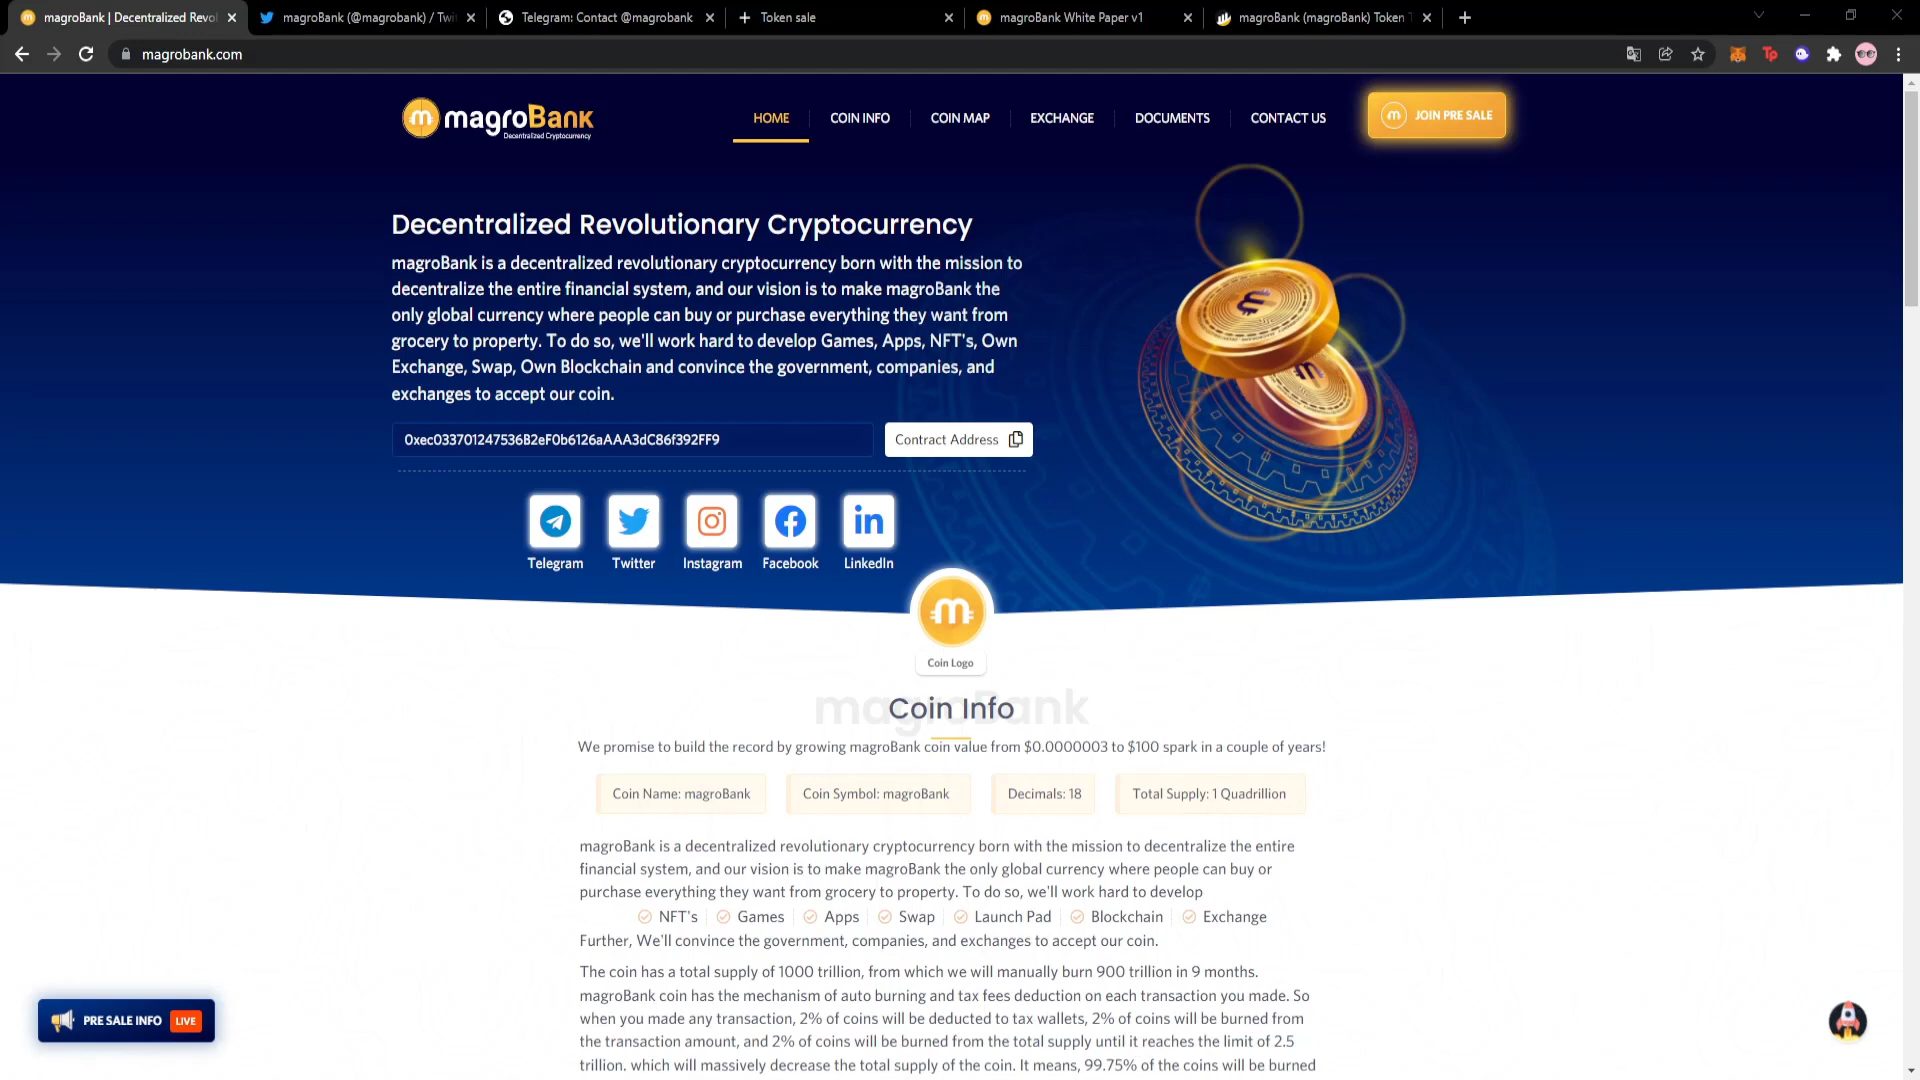 magroBank | Decentralized Revol
magroBank (@magrobank) / Twi
Telegram: Contact @magrobank
Token sale
magroBank White Paper v1
magroBank (magroBank) Token T
magrobank.com
magroBank
Decentralized Cryptocurrency
HOME
COIN INFO
COIN MAP
EXCHANGE
DOCUMENTS
CONTACT US
JOIN PRE SALE
Decentralized Revolutionary Cryptocurrency
magroBank is a decentralized revolutionary cryptocurrency born with the mission to
decentralize the entire financial system, and our vision is to make magroBank the
only global currency where people can buy or purchase everything they want from
grocery to property. To do so, we'll work hard to develop Games, Apps, NFT's, Own
Exchange, Swap, Own Blockchain and convince the government, companies, and
exchanges to accept our coin.
0xec033701247536B2eF0b6126aAAA3dC86f392FF9
Contract Address
Telegram
Twitter
Instagram
Facebook
LinkedIn
Coin Logo
magroBank
Coin Info
We promise to build the record by growing magroBank coin value from $0.0000003 to $100 spark in a couple of years!
Coin Name: magroBank
Coin Symbol: magroBank
Decimals: 18
Total Supply: 1 Quadrillion
magroBank is a decentralized revolutionary cryptocurrency born with the mission to decentralize the entire
financial system, and our vision is to make magroBank the only global currency where people can buy or
purchase everything they want from grocery to property. To do so, we'll work hard to develop
NFT's Games Apps Swap Launch Pad Blockchain Exchange
Further, We'll convince the government, companies, and exchanges to accept our coin.
The coin has a total supply of 1000 trillion, from which we will manually burn 900 trillion in 9 months.
magroBank coin has the mechanism of auto burning and tax fees deduction on each transaction you made. So
when you made any transaction, 2% of coins will be deducted to tax wallets, 2% of coins will be burned from
the transaction amount, and 2% of coins will be burned from the total supply until it reaches the limit of 2.5
trillion. which will massively decrease the total supply of the coin. It means, 99.75% of the coins will be burned
PRE SALE INFO LIVE